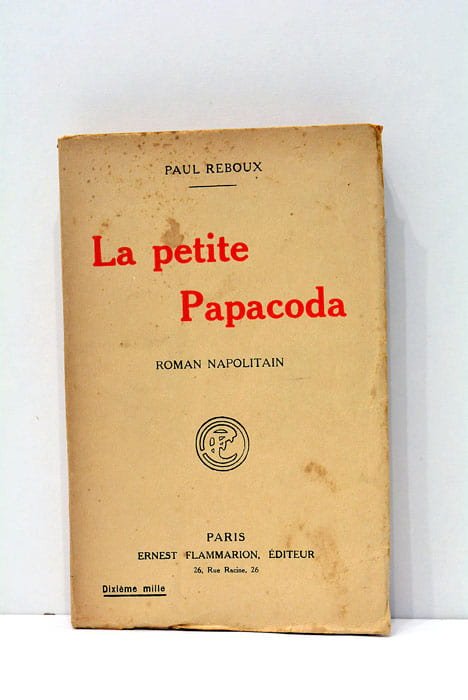 PAUL REBOUX
La petite
Papacoda
ROMAN NAPOLITAIN
PARIS
ERNEST FLAMMARION, ÉDITEUR
26, Rue Racine, 26
Dixième mille